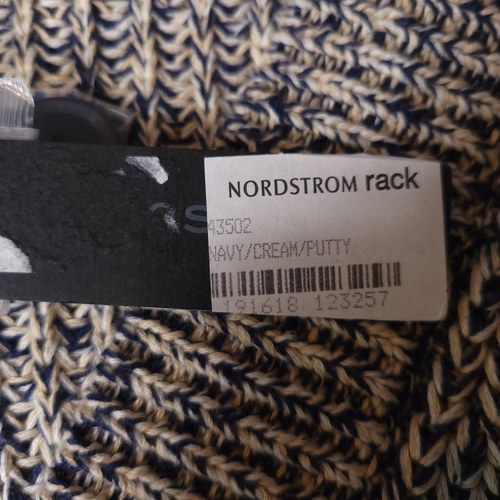 NORDSTROM rack
43502
NAVY/CREAM/PUTTY
191618 123257